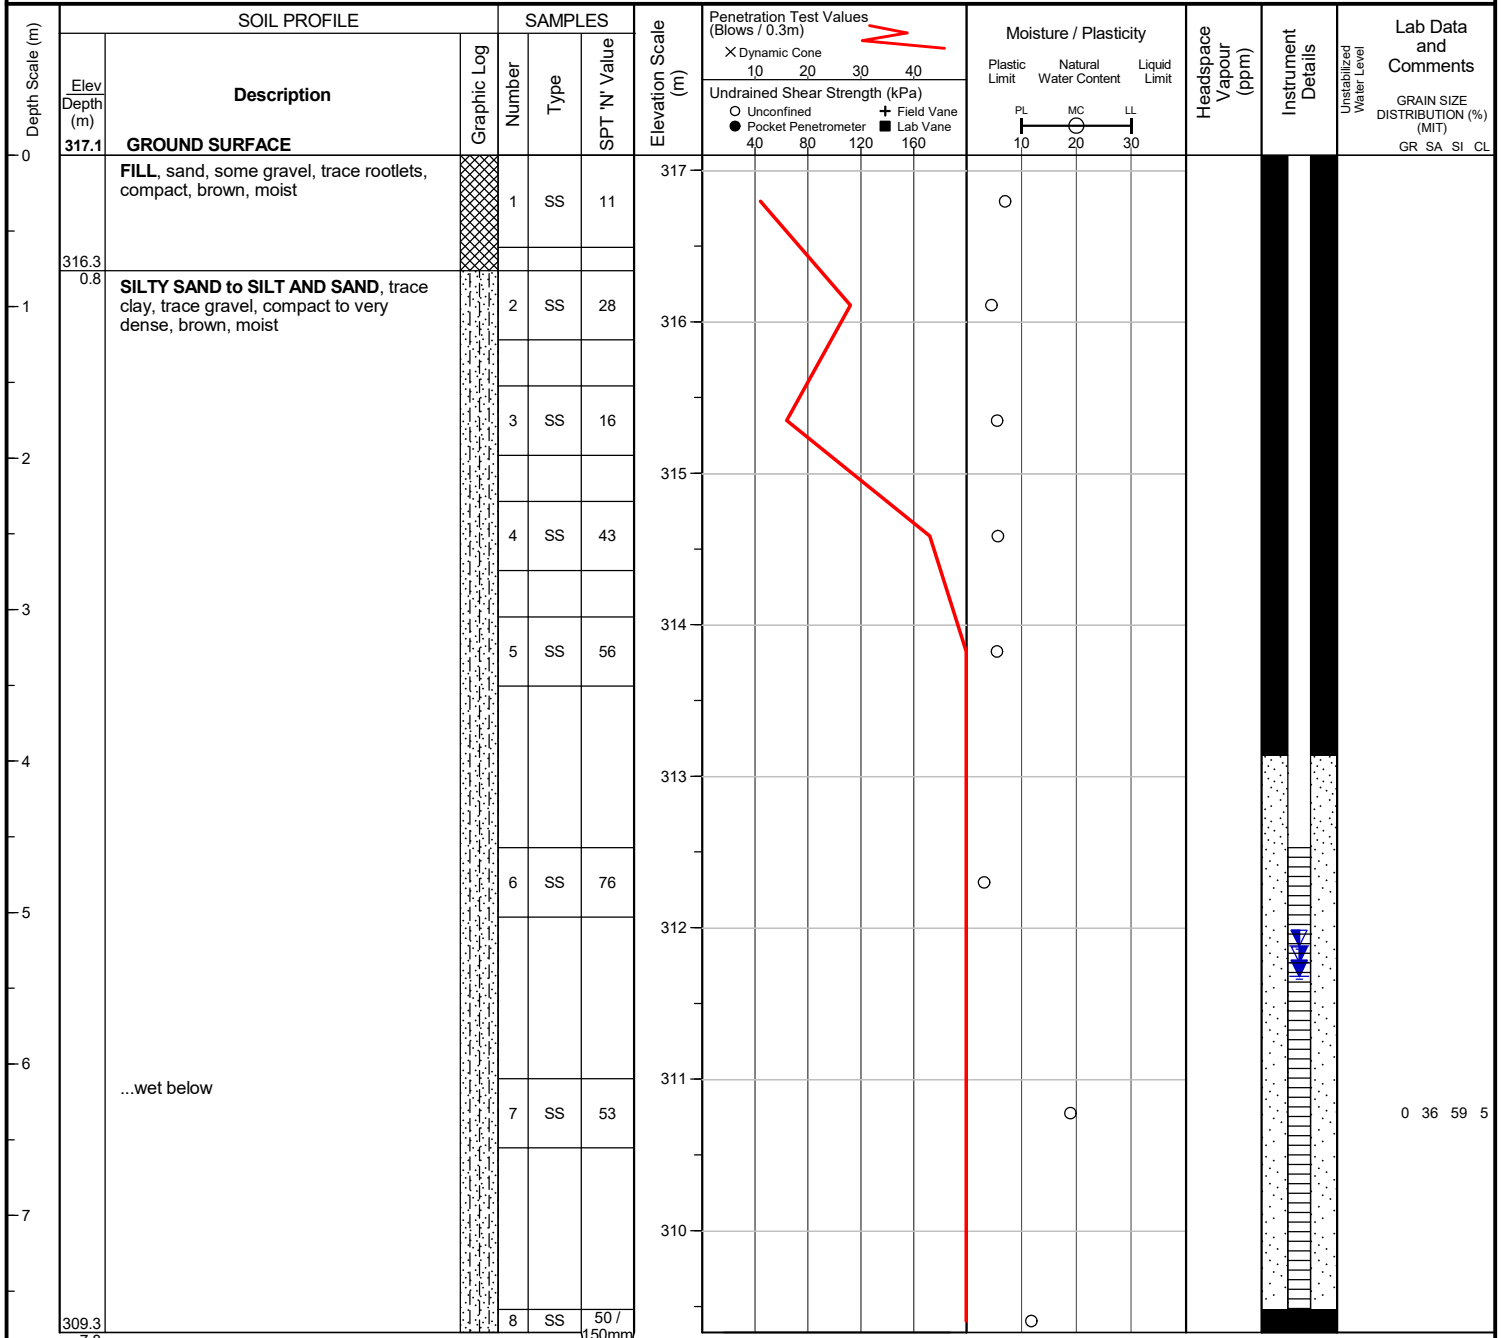 SOIL PROFILE
SAMPLES
Depth Scale (m)
Elev
Depth
(m)
Description
Graphic Log
Number
Type
SPT 'N' Value
Elevation Scale
(m)
Penetration Test Values
(Blows / 0.3m)
Dynamic Cone
10 20 30 40
Undrained Shear Strength (kPa)
Unconfined
Field Vane
Pocket Penetrometer
Lab Vane
40 80 120 160
Moisture / Plasticity
Plastic
Limit
Natural
Water Content
Liquid
Limit
PL MC LL
10 20 30
Headspace
Vapour
(ppm)
Instrument
Details
Unstabilized
Water Level
Lab Data
and
Comments
GRAIN SIZE
DISTRIBUTION (%)
(MIT)
GR SA SI CL
317.1 GROUND SURFACE
0
FILL, sand, some gravel, trace rootlets,
compact, brown, moist
1 SS 11
317
316.3
0.8
SILTY SAND to SILT AND SAND, trace
clay, trace gravel, compact to very
dense, brown, moist
1
2 SS 28
316
3 SS 16
2
315
4 SS 43
3
314
5 SS 56
4
313
6 SS 76
5
312
6
311
...wet below
7 SS 53
0 36 59 5
7
310
309.3
8 SS 50 /
150mm